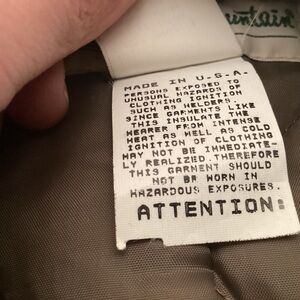 MADE IN U.S.A.
PERSONS EXPOSED TO
UNUSUAL HAZARDS OF
CLOTHING IGNITION
SUCH AS WELDERS.
SINCE GARMENTS LIKE
THIS INSULATE THE
WEARER FROM INTENSE
HEAT AS WELL AS COLD
IGNITION OF CLOTHING
MAY NOT BE IMMEDIATE-
LY REALIZED.THEREFORE
THIS GARMENT SHOULD
NOT BE WORN IN
HAZARDOUS EXPOSURES.
ATTENTION: